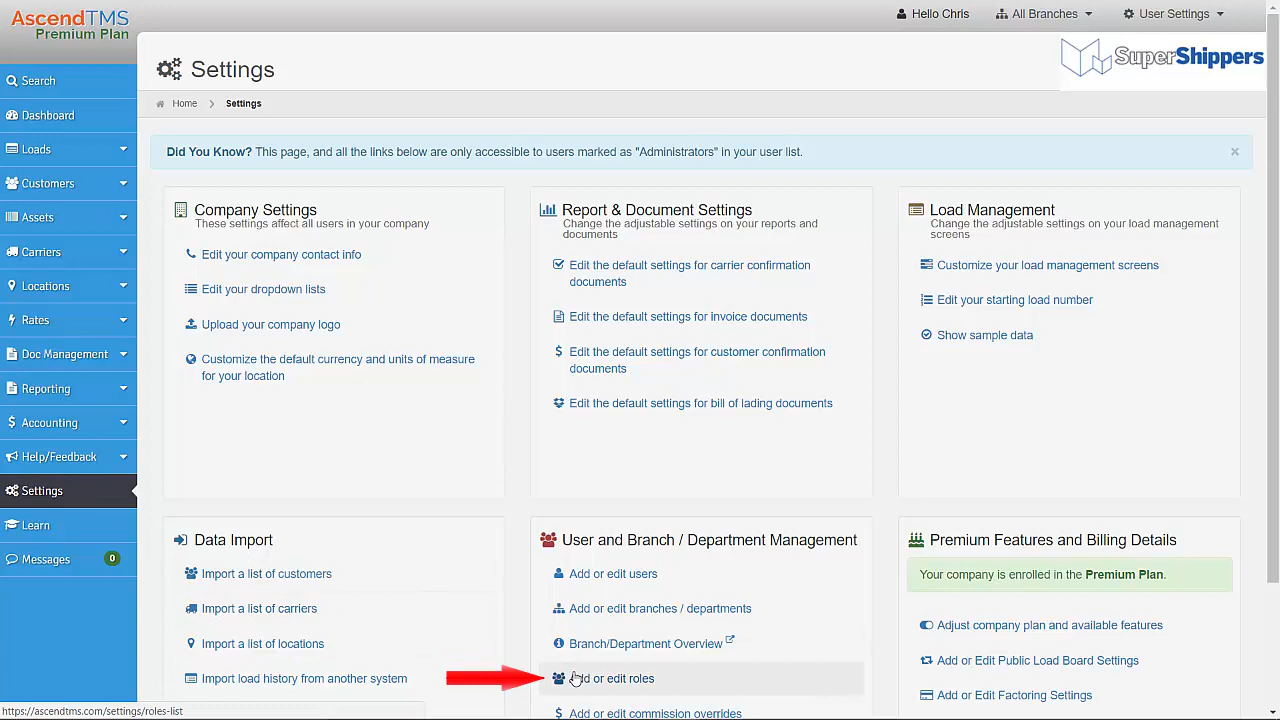 AscendTMS
Premium Plan
Hello Chris
All Branches
User Settings
Settings
SuperShippers
Home
Settings
Search
Dashboard
Loads
Customers
Assets
Carriers
Locations
Rates
Doc Management
Reporting
Accounting
Help/Feedback
Settings
Learn
Messages 0
Did You Know? This page, and all the links below are only accessible to users marked as "Administrators" in your user list. ×
Company Settings
These settings affect all users in your company
Edit your company contact info
Edit your dropdown lists
Upload your company logo
Customize the default currency and units of measure
for your location
Report & Document Settings
Change the adjustable settings on your reports and
documents
Edit the default settings for carrier confirmation
documents
Edit the default settings for invoice documents
Edit the default settings for customer confirmation
documents
Edit the default settings for bill of lading documents
Load Management
Change the adjustable settings on your load management
screens
Customize your load management screens
Edit your starting load number
Show sample data
Data Import
Import a list of customers
Import a list of carriers
Import a list of locations
Import load history from another system
User and Branch / Department Management
Add or edit users
Add or edit branches / departments
Branch/Department Overview
Add or edit roles
Add or edit commission overrides
Premium Features and Billing Details
Your company is enrolled in the Premium Plan.
Adjust company plan and available features
Add or Edit Public Load Board Settings
Add or Edit Factoring Settings
https://ascendtms.com/settings/roles-list